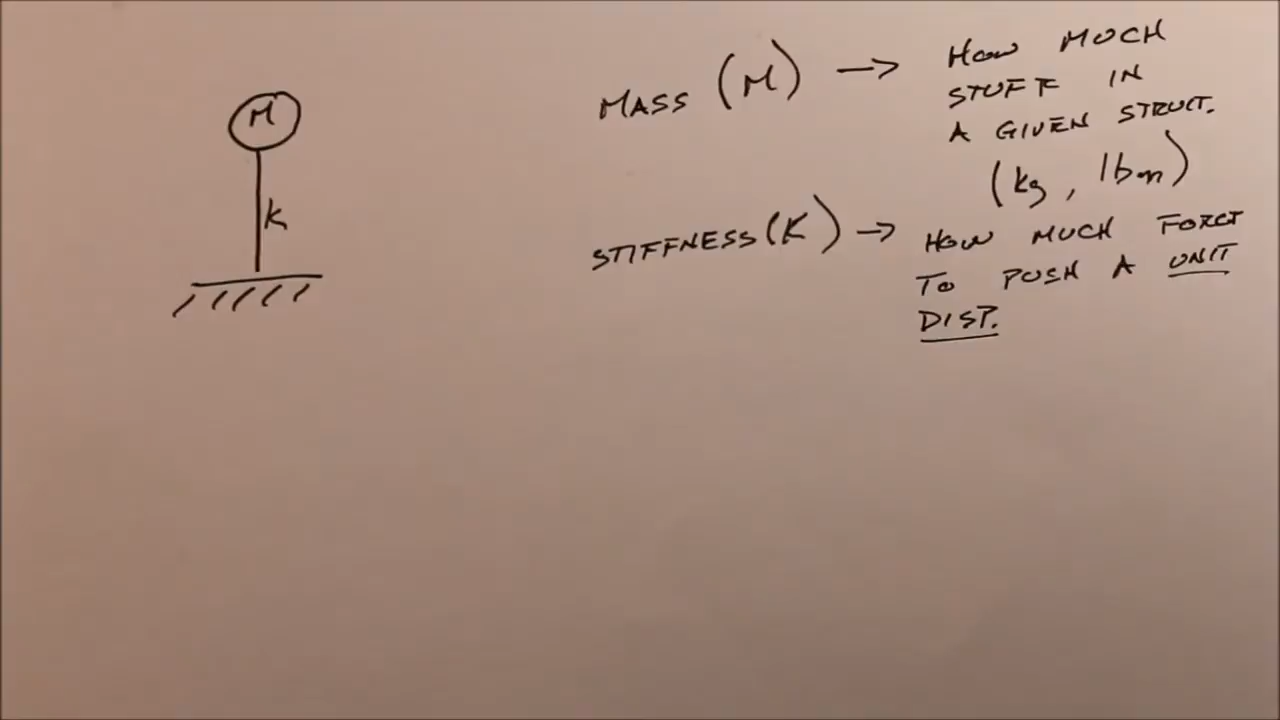 M
K
MASS (M) → HOW MUCH
STUFF IN
A GIVEN STRUCT.
(kg, lbm)
STIFFNESS (K) → HOW MUCH FORCE
TO PUSH A UNIT
DISP.